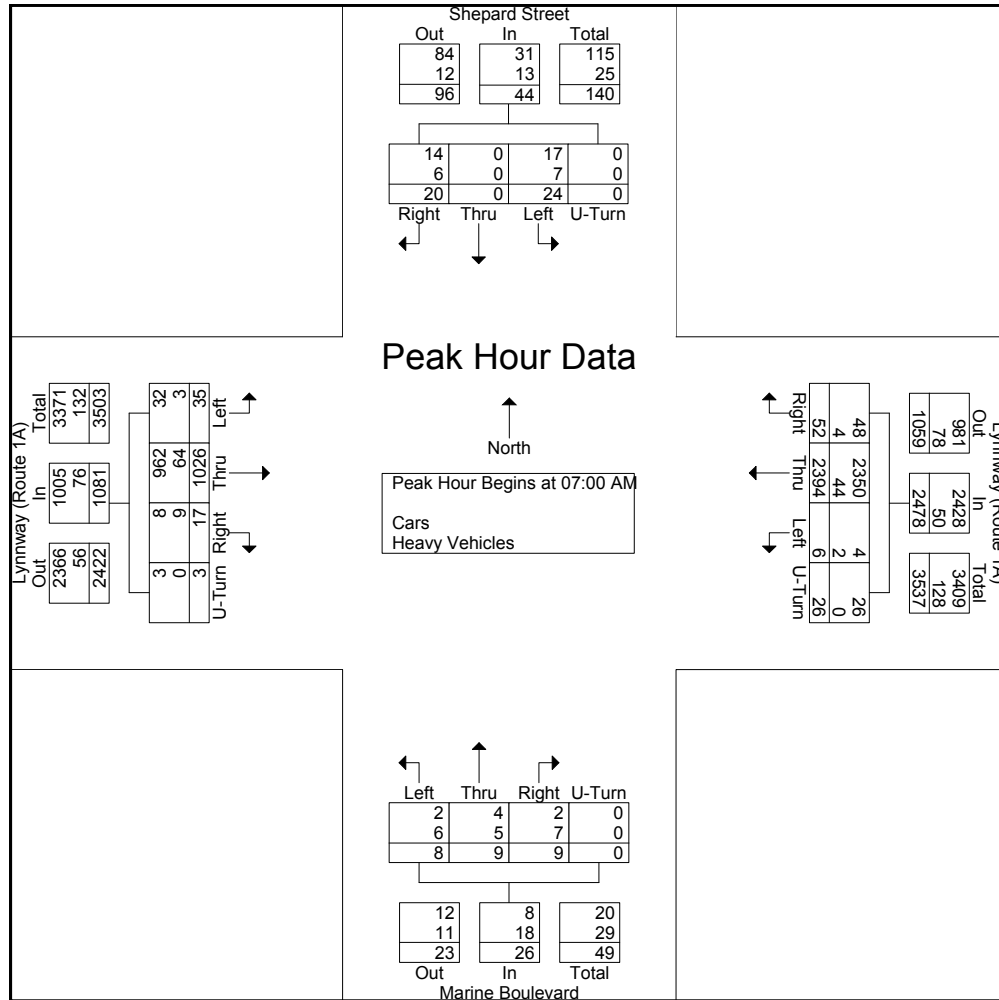 Shepard Street
Out In Total
84 31 115
12 13 25
96 44 140
14 0 17 0
6 0 7 0
20 0 24 0
Right Thru Left U-Turn
Peak Hour Data
North
Peak Hour Begins at 07:00 AM
Cars
Heavy Vehicles
Lynnway (Route 1A)
Total In Out
3371 1005 2366
132 76 56
3503 1081 2422
32 962 8 3
3 64 9 0
35 1026 17 3
Left Thru Right U-Turn
Lynnway (Route 1A)
Out In Total
981 2428 3409
78 50 128
1059 2478 3537
48 2350 4 26
4 44 2 0
52 2394 6 26
Right Thru Left U-Turn
Left Thru Right U-Turn
2 4 2 0
6 5 7 0
8 9 9 0
12 8 20
11 18 29
23 26 49
Out In Total
Marine Boulevard